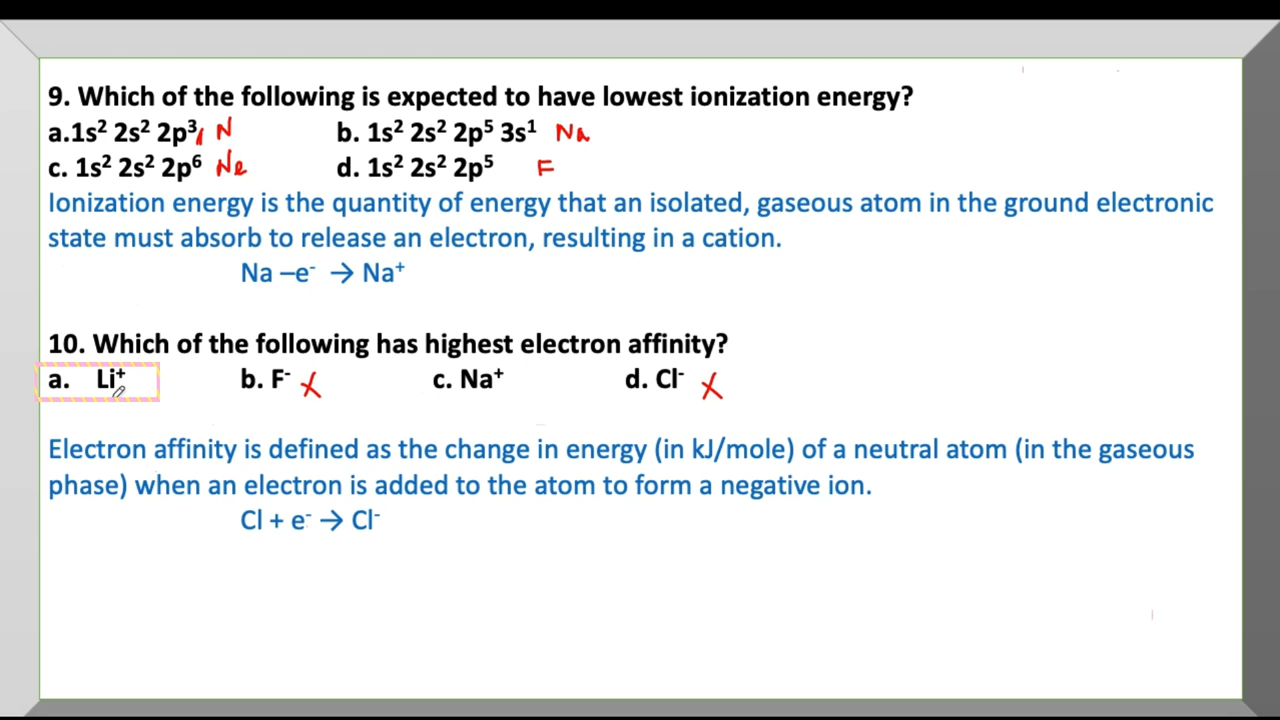 9. Which of the following is expected to have lowest ionization energy?
a.1s² 2s² 2p³, N b. 1s² 2s² 2p⁵ 3s¹ Na
c. 1s² 2s² 2p⁶ Ne d. 1s² 2s² 2p⁵ F
Ionization energy is the quantity of energy that an isolated, gaseous atom in the ground electronic
state must absorb to release an electron, resulting in a cation.
Na –e⁻ → Na⁺
10. Which of the following has highest electron affinity?
a. Li⁺ b. F⁻ X c. Na⁺ d. Cl⁻ X
Electron affinity is defined as the change in energy (in kJ/mole) of a neutral atom (in the gaseous
phase) when an electron is added to the atom to form a negative ion.
Cl + e⁻ → Cl⁻